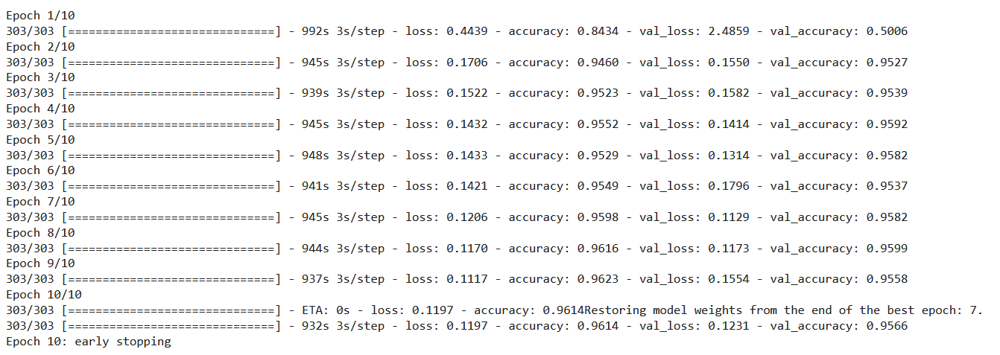 Epoch 1/10
303/303 [==============================] - 992s 3s/step - loss: 0.4439 - accuracy: 0.8434 - val_loss: 2.4859 - val_accuracy: 0.5006
Epoch 2/10
303/303 [==============================] - 945s 3s/step - loss: 0.1706 - accuracy: 0.9460 - val_loss: 0.1550 - val_accuracy: 0.9527
Epoch 3/10
303/303 [==============================] - 939s 3s/step - loss: 0.1522 - accuracy: 0.9523 - val_loss: 0.1582 - val_accuracy: 0.9539
Epoch 4/10
303/303 [==============================] - 945s 3s/step - loss: 0.1432 - accuracy: 0.9552 - val_loss: 0.1414 - val_accuracy: 0.9592
Epoch 5/10
303/303 [==============================] - 948s 3s/step - loss: 0.1433 - accuracy: 0.9529 - val_loss: 0.1314 - val_accuracy: 0.9582
Epoch 6/10
303/303 [==============================] - 941s 3s/step - loss: 0.1421 - accuracy: 0.9549 - val_loss: 0.1796 - val_accuracy: 0.9537
Epoch 7/10
303/303 [==============================] - 945s 3s/step - loss: 0.1206 - accuracy: 0.9598 - val_loss: 0.1129 - val_accuracy: 0.9582
Epoch 8/10
303/303 [==============================] - 944s 3s/step - loss: 0.1170 - accuracy: 0.9616 - val_loss: 0.1173 - val_accuracy: 0.9599
Epoch 9/10
303/303 [==============================] - 937s 3s/step - loss: 0.1117 - accuracy: 0.9623 - val_loss: 0.1554 - val_accuracy: 0.9558
Epoch 10/10
303/303 [==============================] - ETA: 0s - loss: 0.1197 - accuracy: 0.9614Restoring model weights from the end of the best epoch: 7.
303/303 [==============================] - 932s 3s/step - loss: 0.1197 - accuracy: 0.9614 - val_loss: 0.1231 - val_accuracy: 0.9566
Epoch 10: early stopping